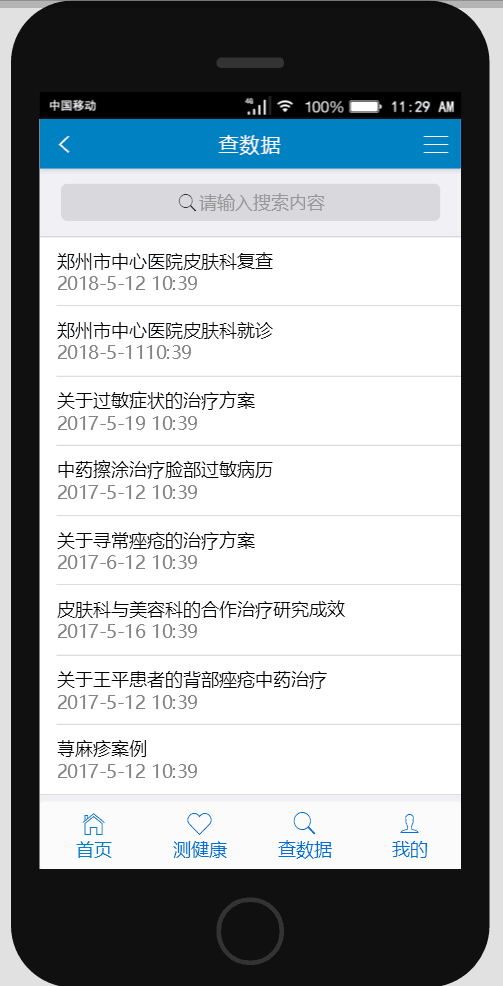 中国移动 4G 100% 11:29 AM
查数据
请输入搜索内容
郑州市中心医院皮肤科复查
2018-5-12 10:39
郑州市中心医院皮肤科就诊
2018-5-1110:39
关于过敏症状的治疗方案
2017-5-19 10:39
中药擦涂治疗脸部过敏病历
2017-5-12 10:39
关于寻常痤疮的治疗方案
2017-6-12 10:39
皮肤科与美容科的合作治疗研究成效
2017-5-16 10:39
关于王平患者的背部痤疮中药治疗
2017-5-12 10:39
荨麻疹案例
2017-5-12 10:39
首页 测健康 查数据 我的